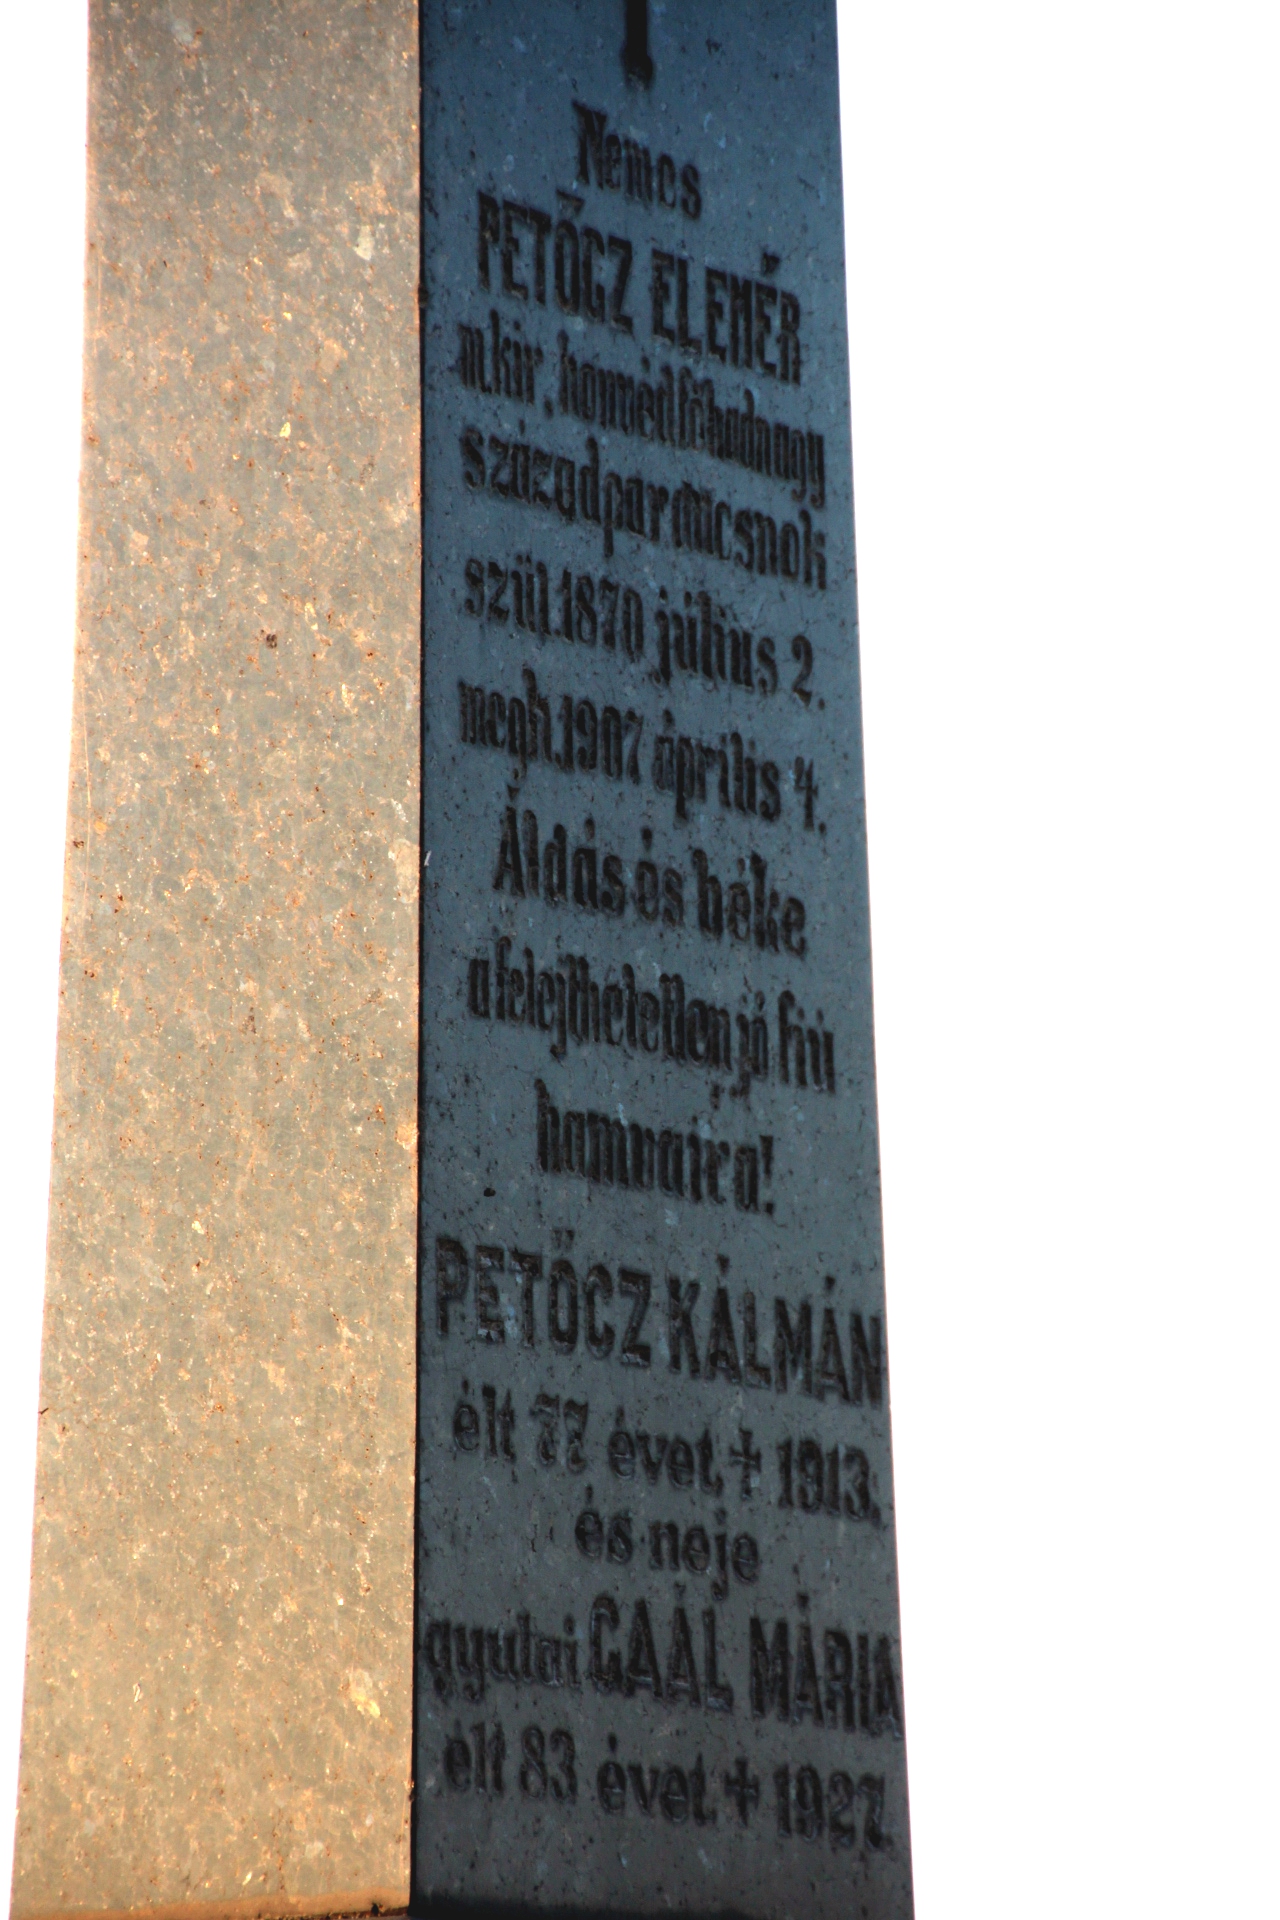 Nemes
PETŐCZ ELEMÉR
m.kir. honvédfőhadnagy
századparancsnok
szül.1870 július 2.
megh.1907 április 4.
Áldás és béke
a felejthetetlen jó fiú
hamvaira!
PETŐCZ KÁLMÁN
élt 77 évet † 1913.
és neje
gyulai GAÁL MÁRIA
élt 83 évet † 1927.